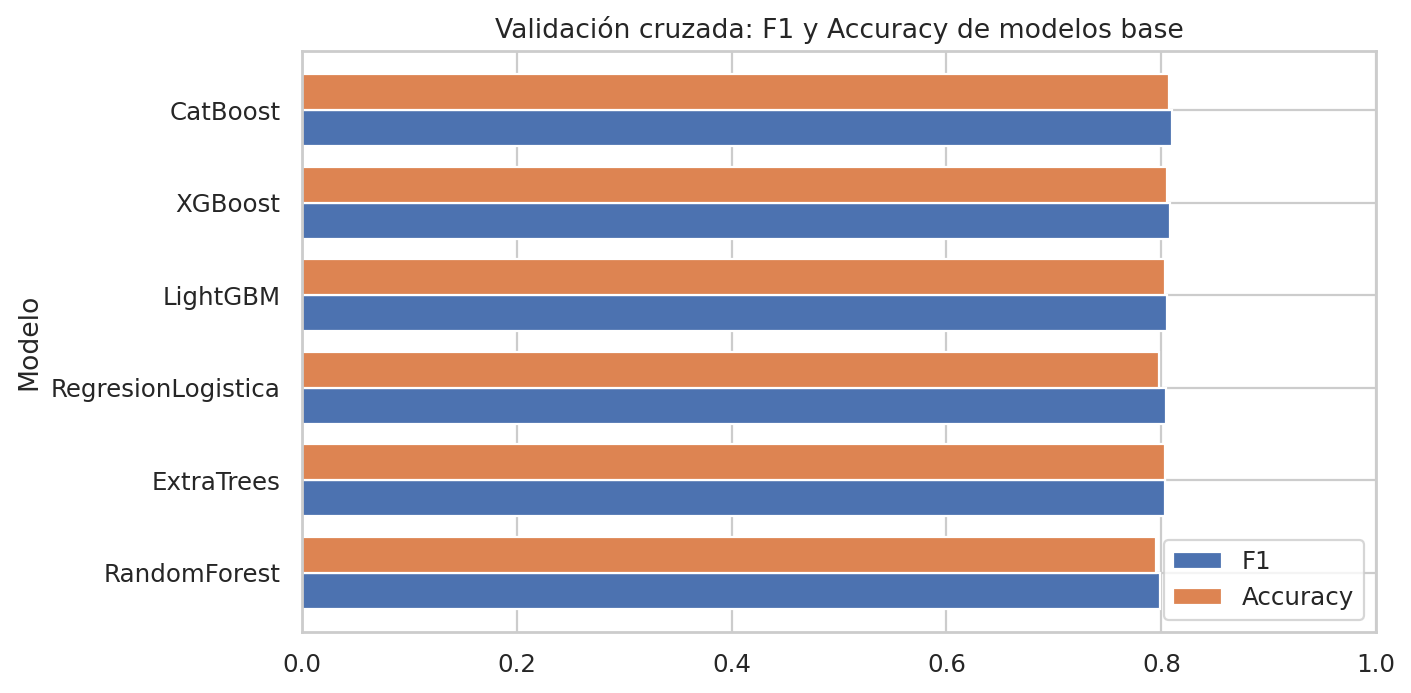 Validación cruzada: F1 y Accuracy de modelos base
Modelo
CatBoost
XGBoost
LightGBM
RegresionLogistica
ExtraTrees
RandomForest
F1
Accuracy
0.0 0.2 0.4 0.6 0.8 1.0